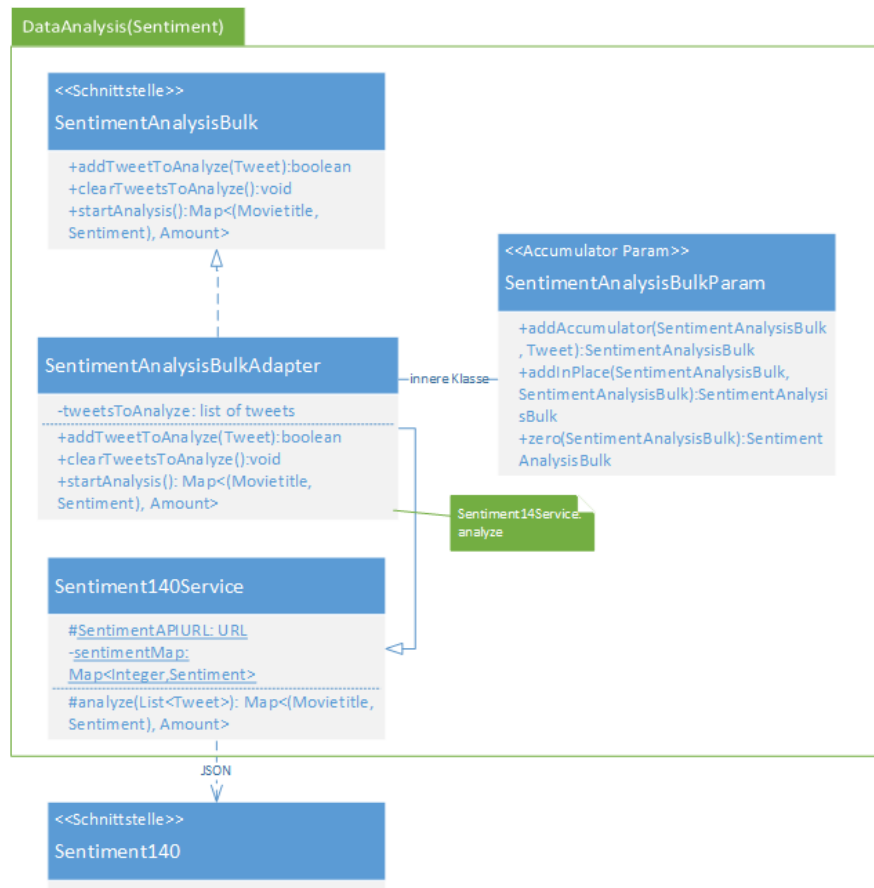 DataAnalysis(Sentiment)
<<Schnittstelle>>
SentimentAnalysisBulk
+addTweetToAnalyze(Tweet):boolean
+clearTweetsToAnalyze():void
+startAnalysis():Map<(Movietitle,
Sentiment), Amount>
<<Accumulator Param>>
SentimentAnalysisBulkParam
+addAccumulator(SentimentAnalysisBulk
, Tweet):SentimentAnalysisBulk
+addInPlace(SentimentAnalysisBulk,
SentimentAnalysisBulk):SentimentAnalysi
sBulk
+zero(SentimentAnalysisBulk):Sentiment
AnalysisBulk
SentimentAnalysisBulkAdapter
innere Klasse
-tweetsToAnalyze: list of tweets
+addTweetToAnalyze(Tweet):boolean
+clearTweetsToAnalyze():void
+startAnalysis(): Map<(Movietitle,
Sentiment), Amount>
Sentiment14Service.
analyze
Sentiment140Service
#SentimentAPIURL: URL
-sentimentMap:
Map<Integer,Sentiment>
#analyze(List<Tweet>): Map<(Movietitle,
Sentiment), Amount>
JSON
<<Schnittstelle>>
Sentiment140